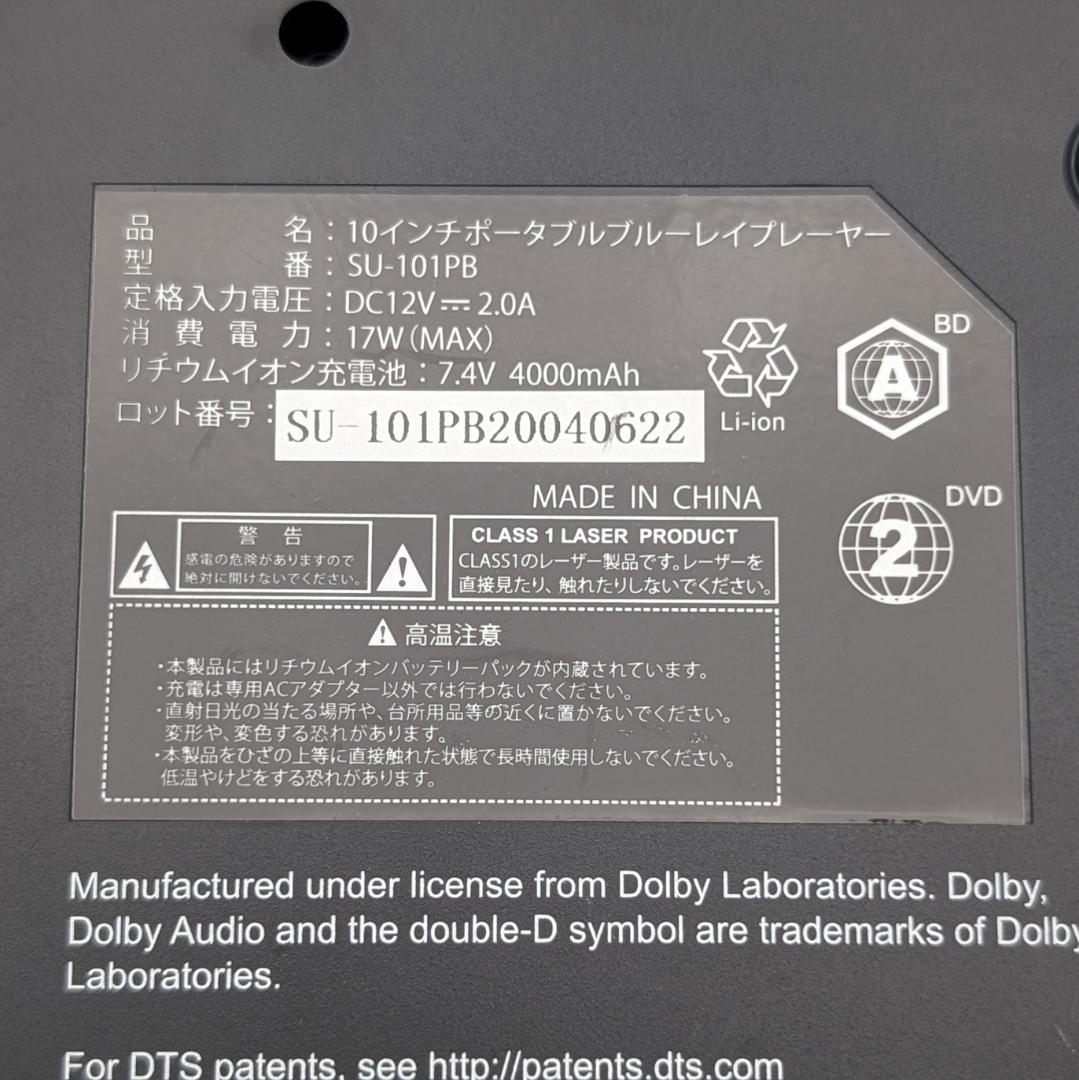 品名：10インチポータブルブルーレイプレーヤー
型番：SU-101PB
定格入力電圧：DC12V⎓2.0A
消費電力：17W(MAX)
リチウムイオン充電池：7.4V 4000mAh
ロット番号：SU-101PB20040622
Li-ion
BD
A
DVD
2
MADE IN CHINA
警告
感電の危険がありますので
絶対に開けないでください。
CLASS 1 LASER PRODUCT
CLASS1のレーザー製品です。レーザーを
直接見たり、触れたりしないでください。
高温注意
・本製品にはリチウムイオンバッテリーパックが内蔵されています。
・充電は専用ACアダプター以外では行わないでください。
・直射日光の当たる場所や、台所用品等の近くに置かないでください。
変形や、変色する恐れがあります。
・本製品をひざの上等に直接触れた状態で長時間使用しないでください。
低温やけどをする恐れがあります。
Manufactured under license from Dolby Laboratories. Dolby,
Dolby Audio and the double-D symbol are trademarks of Dolby
Laboratories.
For DTS patents, see http://patents.dts.com